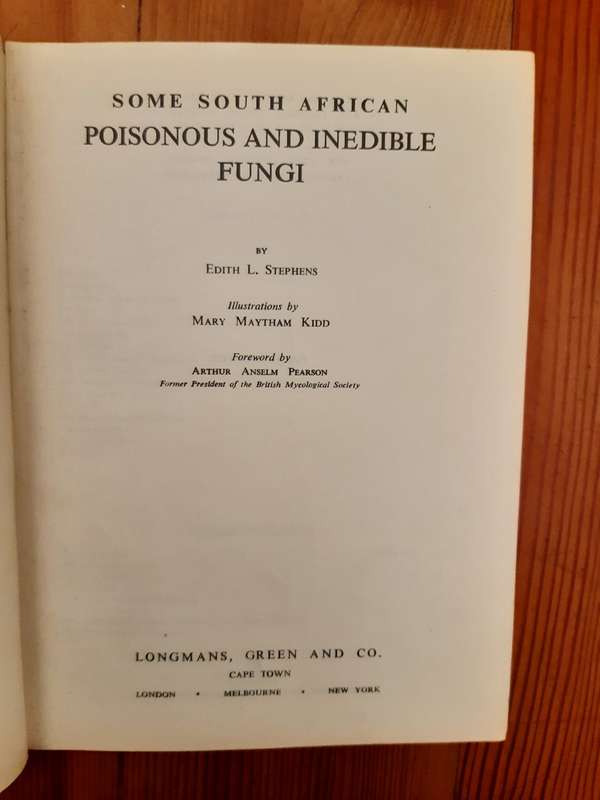 SOME SOUTH AFRICAN
POISONOUS AND INEDIBLE
FUNGI
BY
EDITH L. STEPHENS
Illustrations by
MARY MAYTHAM KIDD
Foreword by
ARTHUR ANSELM PEARSON
Former President of the British Mycological Society
LONGMANS, GREEN AND CO.
CAPE TOWN
LONDON • MELBOURNE • NEW YORK